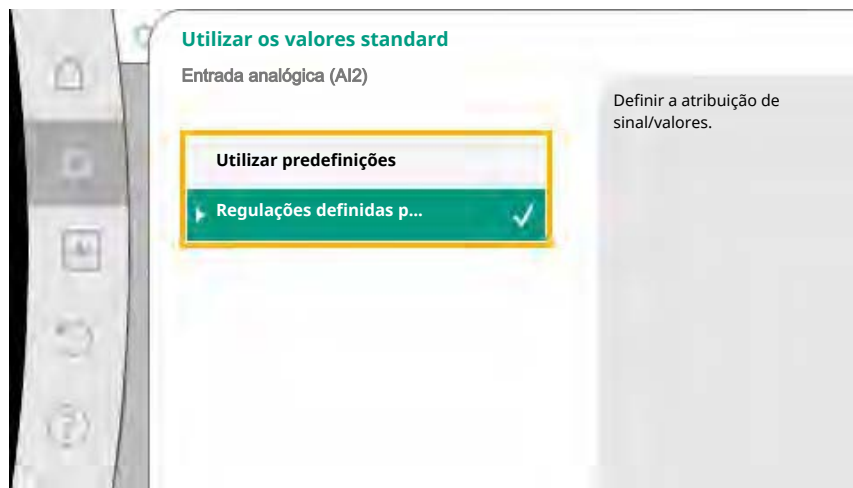 Utilizar os valores standard
Entrada analógica (AI2)
Definir a atribuição de
sinal/valores.
Utilizar predefinições
Regulações definidas p...